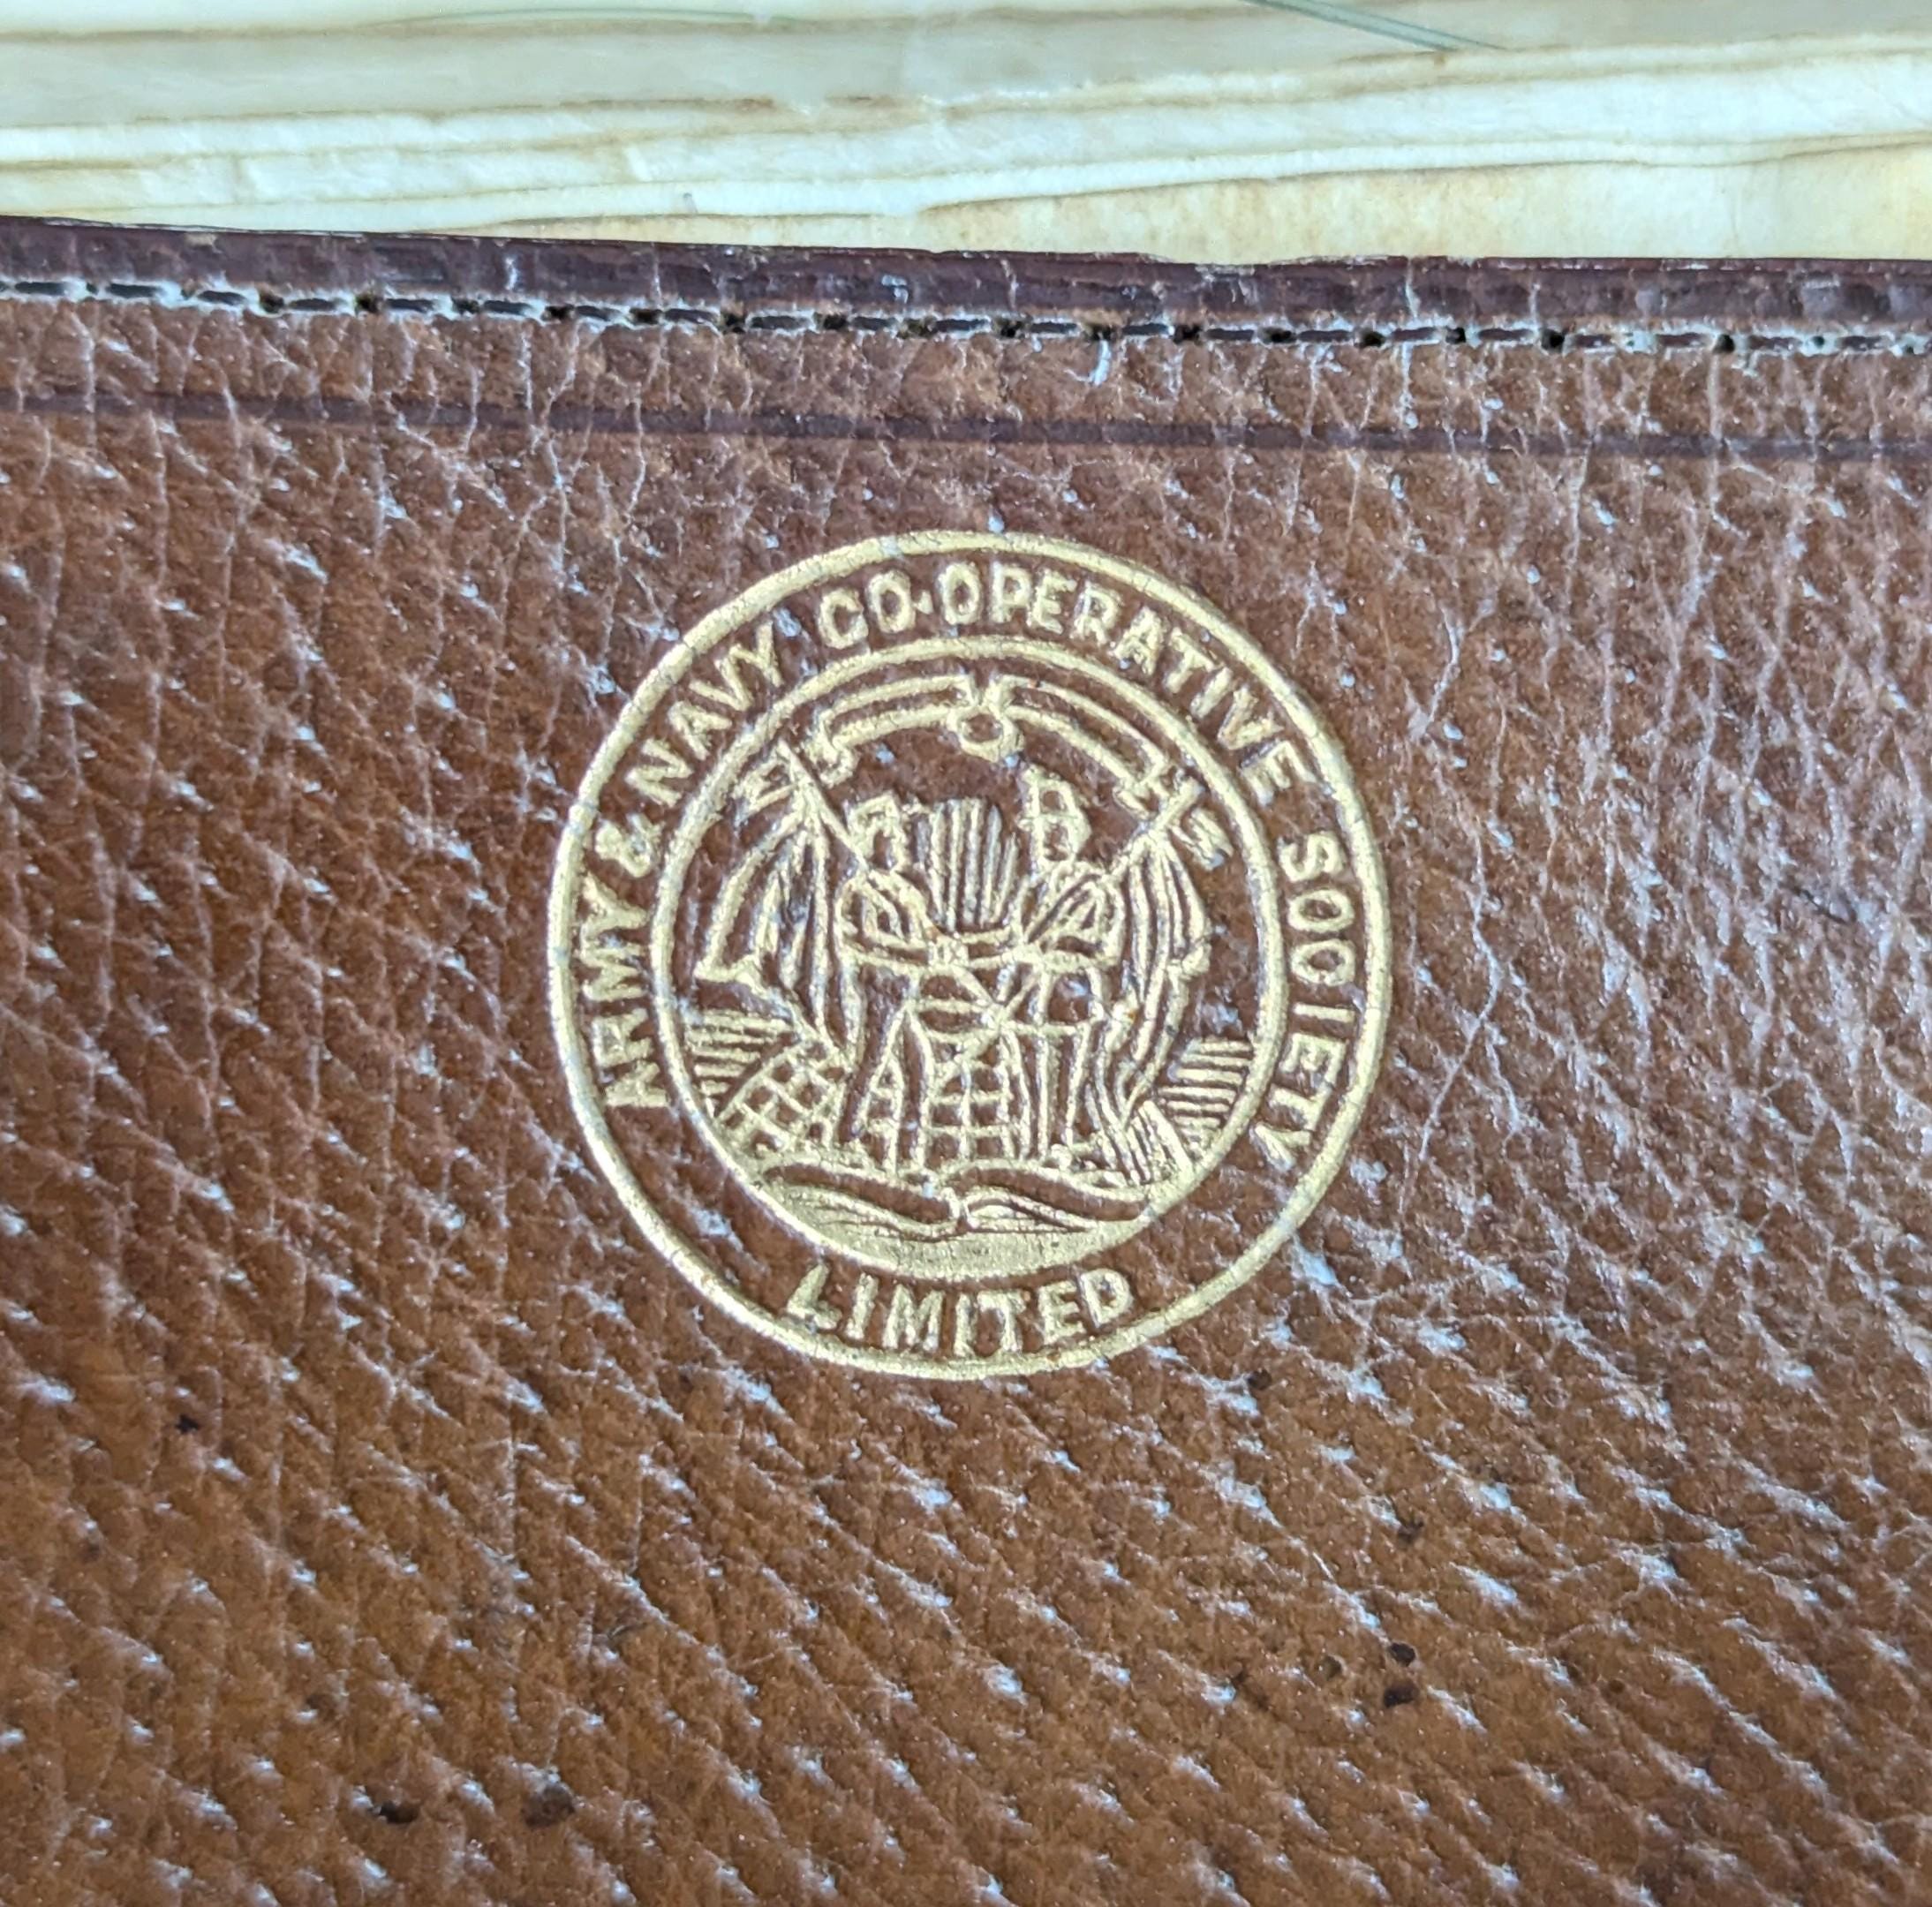 ARMY & NAVY CO-OPERATIVE SOCIETY
LIMITED